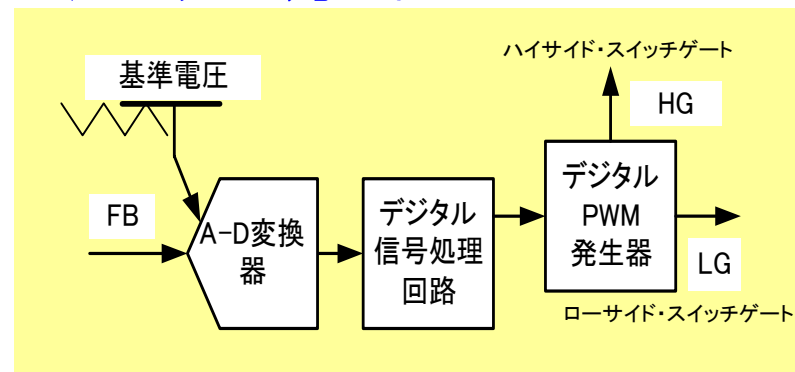 ハイサイド・スイッチゲート
基準電圧
HG
FB
A-D変換
器
デジタル
信号処理
回路
デジタル
PWM
発生器
LG
ローサイド・スイッチゲート